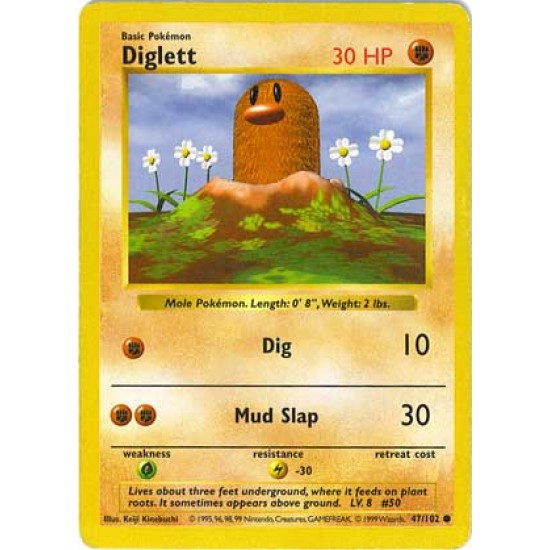 Basic Pokémon
Diglett 30 HP
Mole Pokémon. Length: 0' 8", Weight: 2 lbs.
Dig 10
Mud Slap 30
weakness resistance retreat cost
-30
Lives about three feet underground, where it feeds on plant
roots. It sometimes appears above ground. LV. 8 #50
Illus. Keiji Kinebuchi © 1995, 96, 98, 99 Nintendo, Creatures, GAMEFREAK. © 1999 Wizards. 47/102